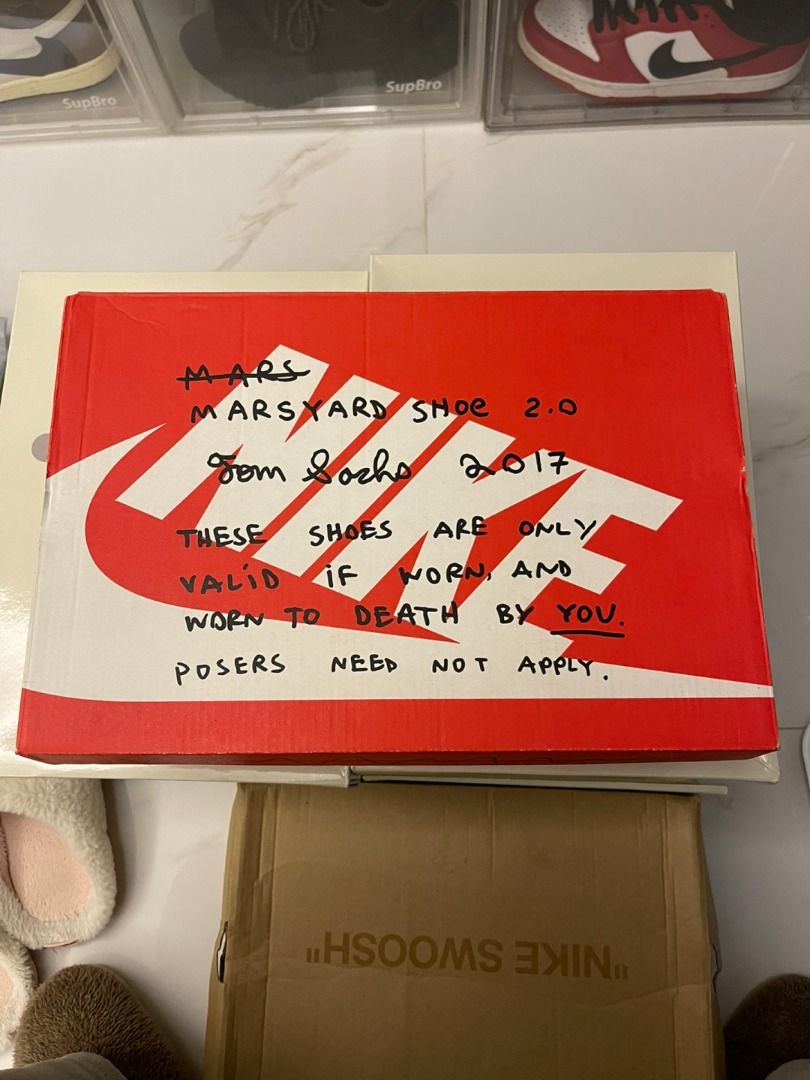 SupBro
SupBro
MARS
MARSYARD SHOE 2.0
Tom Sachs 2017
THESE SHOES ARE ONLY
VALID IF WORN, AND
WORN TO DEATH BY YOU.
POSERS NEED NOT APPLY.
NIKE
"NIKE SWOOSH"